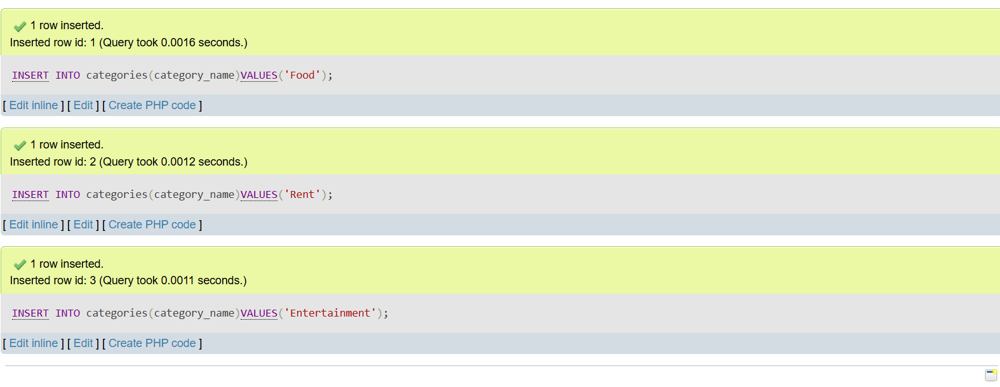 1 row inserted.
Inserted row id: 1 (Query took 0.0016 seconds.)
INSERT INTO categories(category_name)VALUES('Food');
[ Edit inline ] [ Edit ] [ Create PHP code ]
1 row inserted.
Inserted row id: 2 (Query took 0.0012 seconds.)
INSERT INTO categories(category_name)VALUES('Rent');
[ Edit inline ] [ Edit ] [ Create PHP code ]
1 row inserted.
Inserted row id: 3 (Query took 0.0011 seconds.)
INSERT INTO categories(category_name)VALUES('Entertainment');
[ Edit inline ] [ Edit ] [ Create PHP code ]